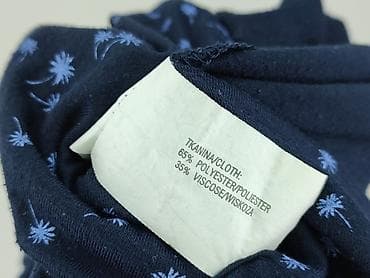 TKANINA/CLOTH:
65% POLYESTER/POLIESTER
35% VISCOSE/WISKOZA